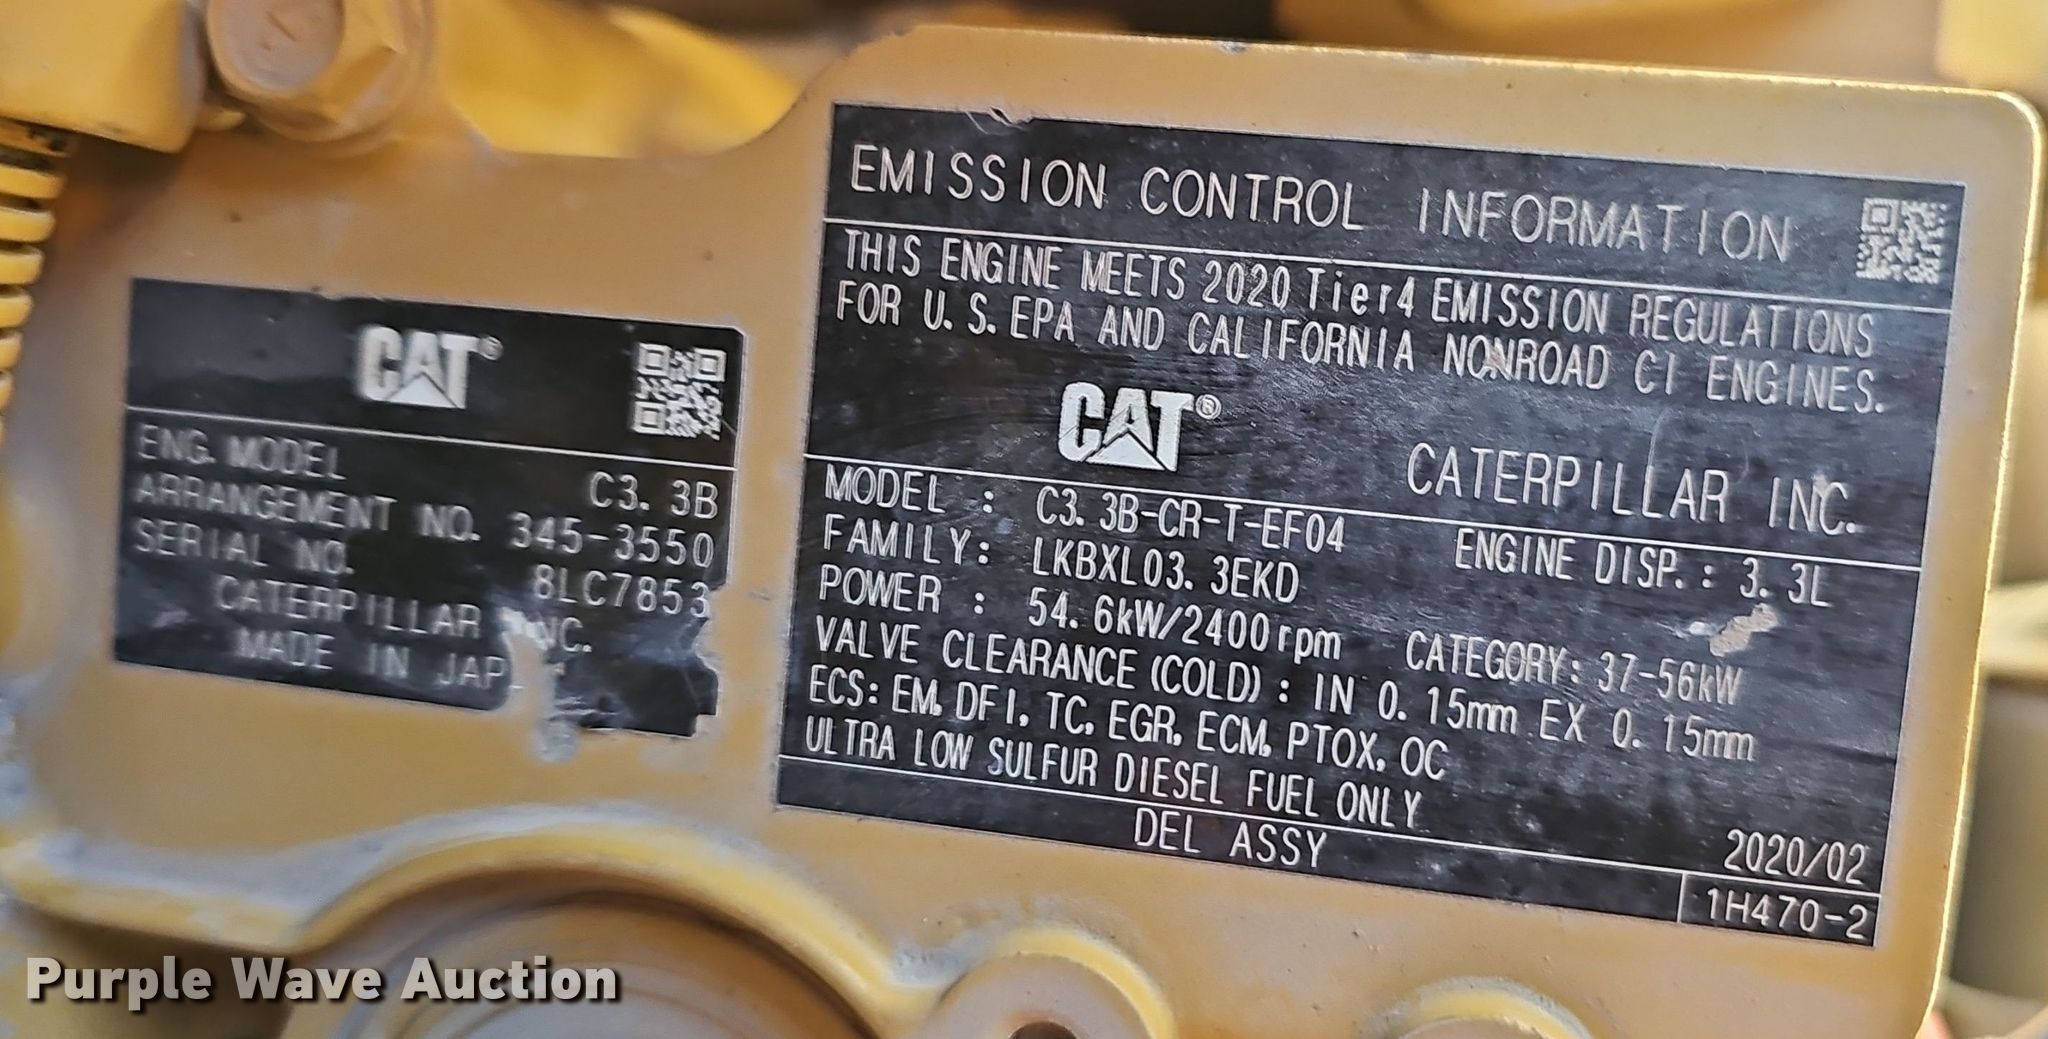 CAT®
ENG. MODEL C3.3B
ARRANGEMENT NO. 345-3550
SERIAL NO. 8LC7853
CATERPILLAR INC.
MADE IN
EMISSION CONTROL INFORMATION
THIS ENGINE MEETS 2020 Tier4 EMISSION REGULATIONS
FOR U.S. EPA AND CALIFORNIA NONROAD CI ENGINES.
CAT® CATERPILLAR INC.
MODEL : C3.3B-CR-T-EF04 ENGINE DISP.: 3.3L
FAMILY: LKBXL03.3EKD
POWER : 54.6kW/2400rpm CATEGORY: 37-56kW
VALVE CLEARANCE (COLD) : IN 0.15mm EX 0.15mm
ECS: EM, DFI, TC, EGR, ECM, PTOX, OC
ULTRA LOW SULFUR DIESEL FUEL ONLY
2020/02
DEL ASSY
1H470-2
Purple Wave Auction